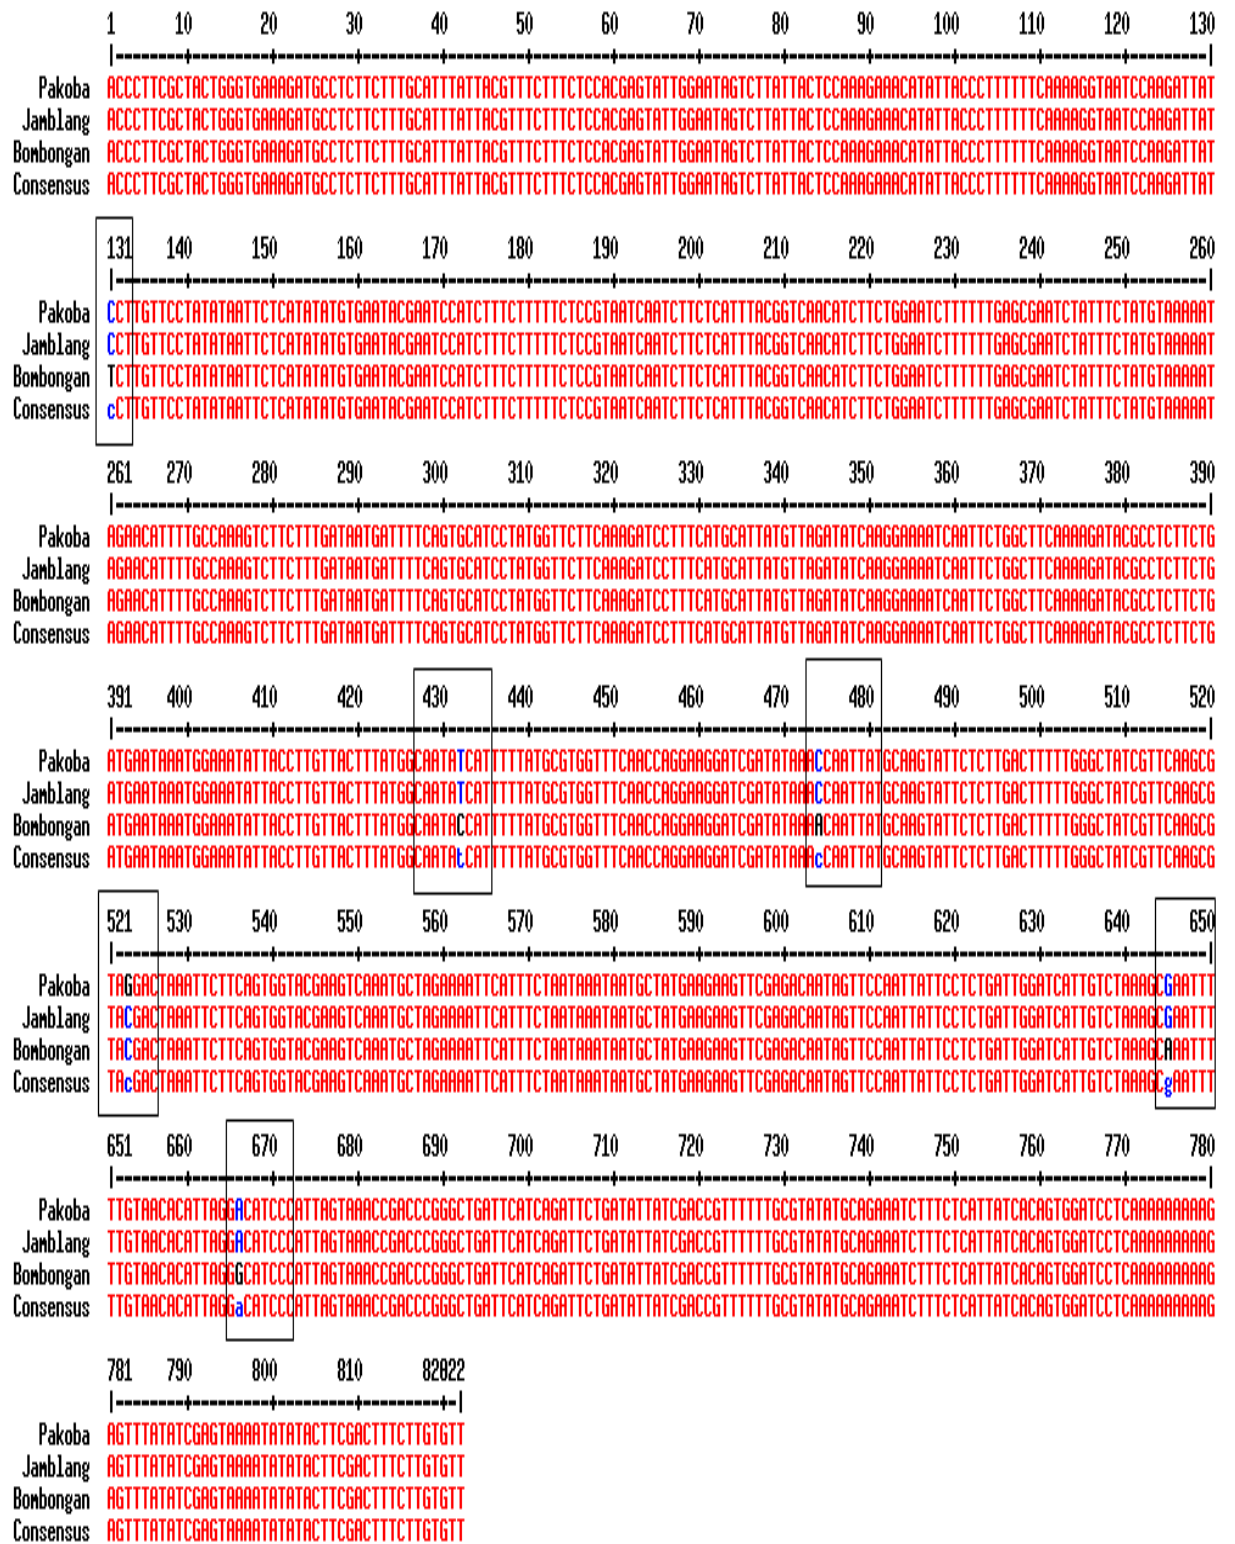 1 10 20 30 40 50 60 70 80 90 100 110 120 130
Pakoba ACCCTTCGCTACTGGGTGAAAGATGCCTCTTCTTTGCATTTATTACGTTTCTTTCTCCACGAGTATTGGAATAGTCTTATTACTCCAAAGAAACATATTACCCTTTTTTCAAAAGGTAATCCAAGATTAT
Jamblang ACCCTTCGCTACTGGGTGAAAGATGCCTCTTCTTTGCATTTATTACGTTTCTTTCTCCACGAGTATTGGAATAGTCTTATTACTCCAAAGAAACATATTACCCTTTTTTCAAAAGGTAATCCAAGATTAT
Bombongan ACCCTTCGCTACTGGGTGAAAGATGCCTCTTCTTTGCATTTATTACGTTTCTTTCTCCACGAGTATTGGAATAGTCTTATTACTCCAAAGAAACATATTACCCTTTTTTCAAAAGGTAATCCAAGATTAT
Consensus ACCCTTCGCTACTGGGTGAAAGATGCCTCTTCTTTGCATTTATTACGTTTCTTTCTCCACGAGTATTGGAATAGTCTTATTACTCCAAAGAAACATATTACCCTTTTTTCAAAAGGTAATCCAAGATTAT
131 140 150 160 170 180 190 200 210 220 230 240 250 260
Pakoba CCTTGTTCCTATATAATTCTCATATATGTGAATACGAATCCATCTTTCTTTTTCTCCGTAATCAATCTTCTCATTTACGGTCAACATCTTCTGGAATCTTTTTTGAGCGAATCTATTTCTATGTAAAAAT
Jamblang CCTTGTTCCTATATAATTCTCATATATGTGAATACGAATCCATCTTTCTTTTTCTCCGTAATCAATCTTCTCATTTACGGTCAACATCTTCTGGAATCTTTTTTGAGCGAATCTATTTCTATGTAAAAAT
Bombongan TCTTGTTCCTATATAATTCTCATATATGTGAATACGAATCCATCTTTCTTTTTCTCCGTAATCAATCTTCTCATTTACGGTCAACATCTTCTGGAATCTTTTTTGAGCGAATCTATTTCTATGTAAAAAT
Consensus cCTTGTTCCTATATAATTCTCATATATGTGAATACGAATCCATCTTTCTTTTTCTCCGTAATCAATCTTCTCATTTACGGTCAACATCTTCTGGAATCTTTTTTGAGCGAATCTATTTCTATGTAAAAAT
261 270 280 290 300 310 320 330 340 350 360 370 380 390
Pakoba AGAACATTTTGCCAAAGTCTTCTTTGATAATGATTTTCAGTGCATCCTATGGTTCTTCAAAGATCCTTTCATGCATTATGTTAGATATCAAGGAAAATCAATTCTGGCTTCAAAAGATACGCCTCTTCTG
Jamblang AGAACATTTTGCCAAAGTCTTCTTTGATAATGATTTTCAGTGCATCCTATGGTTCTTCAAAGATCCTTTCATGCATTATGTTAGATATCAAGGAAAATCAATTCTGGCTTCAAAAGATACGCCTCTTCTG
Bombongan AGAACATTTTGCCAAAGTCTTCTTTGATAATGATTTTCAGTGCATCCTATGGTTCTTCAAAGATCCTTTCATGCATTATGTTAGATATCAAGGAAAATCAATTCTGGCTTCAAAAGATACGCCTCTTCTG
Consensus AGAACATTTTGCCAAAGTCTTCTTTGATAATGATTTTCAGTGCATCCTATGGTTCTTCAAAGATCCTTTCATGCATTATGTTAGATATCAAGGAAAATCAATTCTGGCTTCAAAAGATACGCCTCTTCTG
391 400 410 420 430 440 450 460 470 480 490 500 510 520
Pakoba ATGAATAAATGGAAATATTACCTTGTTACTTTATGGCAATATCATTTTTATGCGTGGTTTCAACCAGGAAGGATCGATATAAACCAATTATGCAAGTATTCTCTTGACTTTTTGGGCTATCGTTCAAGCG
Jamblang ATGAATAAATGGAAATATTACCTTGTTACTTTATGGCAATATCATTTTTATGCGTGGTTTCAACCAGGAAGGATCGATATAAACCAATTATGCAAGTATTCTCTTGACTTTTTGGGCTATCGTTCAAGCG
Bombongan ATGAATAAATGGAAATATTACCTTGTTACTTTATGGCAATACCATTTTTATGCGTGGTTTCAACCAGGAAGGATCGATATAAAACAATTATGCAAGTATTCTCTTGACTTTTTGGGCTATCGTTCAAGCG
Consensus ATGAATAAATGGAAATATTACCTTGTTACTTTATGGCAATAtCATTTTTATGCGTGGTTTCAACCAGGAAGGATCGATATAAAcCAATTATGCAAGTATTCTCTTGACTTTTTGGGCTATCGTTCAAGCG
521 530 540 550 560 570 580 590 600 610 620 630 640 650
Pakoba TAGGACTAAATTCTTCAGTGGTACGAAGTCAAATGCTAGAAAATTCATTTCTAATAAATAATGCTATGAAGAAGTTCGAGACAATAGTTCCAATTATTCCTCTGATTGGATCATTGTCTAAAGCGAATTT
Jamblang TACGACTAAATTCTTCAGTGGTACGAAGTCAAATGCTAGAAAATTCATTTCTAATAAATAATGCTATGAAGAAGTTCGAGACAATAGTTCCAATTATTCCTCTGATTGGATCATTGTCTAAAGCGAATTT
Bombongan TACGACTAAATTCTTCAGTGGTACGAAGTCAAATGCTAGAAAATTCATTTCTAATAAATAATGCTATGAAGAAGTTCGAGACAATAGTTCCAATTATTCCTCTGATTGGATCATTGTCTAAAGCAAATTT
Consensus TAcGACTAAATTCTTCAGTGGTACGAAGTCAAATGCTAGAAAATTCATTTCTAATAAATAATGCTATGAAGAAGTTCGAGACAATAGTTCCAATTATTCCTCTGATTGGATCATTGTCTAAAGCgAATTT
651 660 670 680 690 700 710 720 730 740 750 760 770 780
Pakoba TTGTAACACATTAGGACATCCCATTAGTAAACCGACCCGGGCTGATTCATCAGATTCTGATATTATCGACCGTTTTTTGCGTATATGCAGAAATCTTTCTCATTATCACAGTGGATCCTCAAAAAAAAAG
Jamblang TTGTAACACATTAGGACATCCCATTAGTAAACCGACCCGGGCTGATTCATCAGATTCTGATATTATCGACCGTTTTTTGCGTATATGCAGAAATCTTTCTCATTATCACAGTGGATCCTCAAAAAAAAAG
Bombongan TTGTAACACATTAGGGCATCCCATTAGTAAACCGACCCGGGCTGATTCATCAGATTCTGATATTATCGACCGTTTTTTGCGTATATGCAGAAATCTTTCTCATTATCACAGTGGATCCTCAAAAAAAAAG
Consensus TTGTAACACATTAGGaCATCCCATTAGTAAACCGACCCGGGCTGATTCATCAGATTCTGATATTATCGACCGTTTTTTGCGTATATGCAGAAATCTTTCTCATTATCACAGTGGATCCTCAAAAAAAAAG
781 790 800 810 82822
Pakoba AGTTTATATCGAGTAAAATATATACTTCGACTTTCTTGTGTT
Jamblang AGTTTATATCGAGTAAAATATATACTTCGACTTTCTTGTGTT
Bombongan AGTTTATATCGAGTAAAATATATACTTCGACTTTCTTGTGTT
Consensus AGTTTATATCGAGTAAAATATATACTTCGACTTTCTTGTGTT